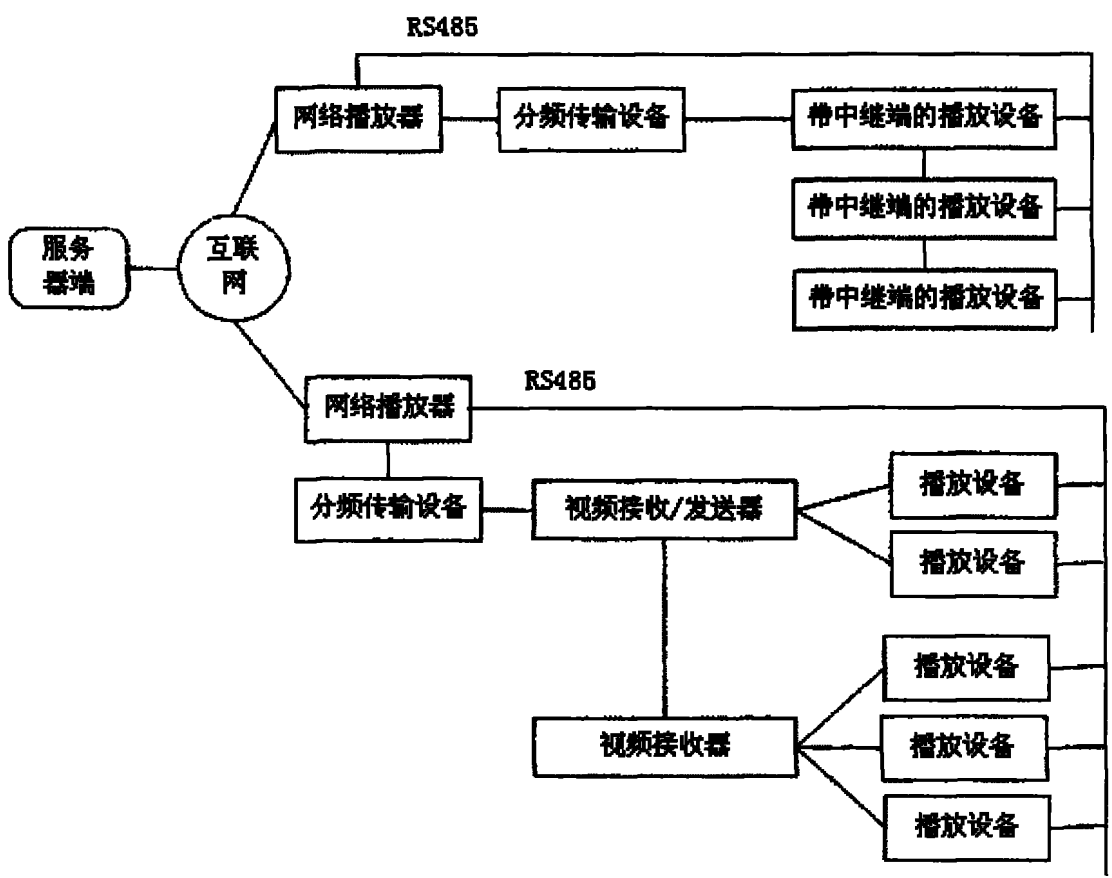 RS485
网络播放器
分频传输设备
带中继端的播放设备
带中继端的播放设备
服务
器端
互联
网
带中继端的播放设备
RS485
网络播放器
播放设备
分频传输设备
视频接收/发送器
播放设备
播放设备
视频接收器
播放设备
播放设备